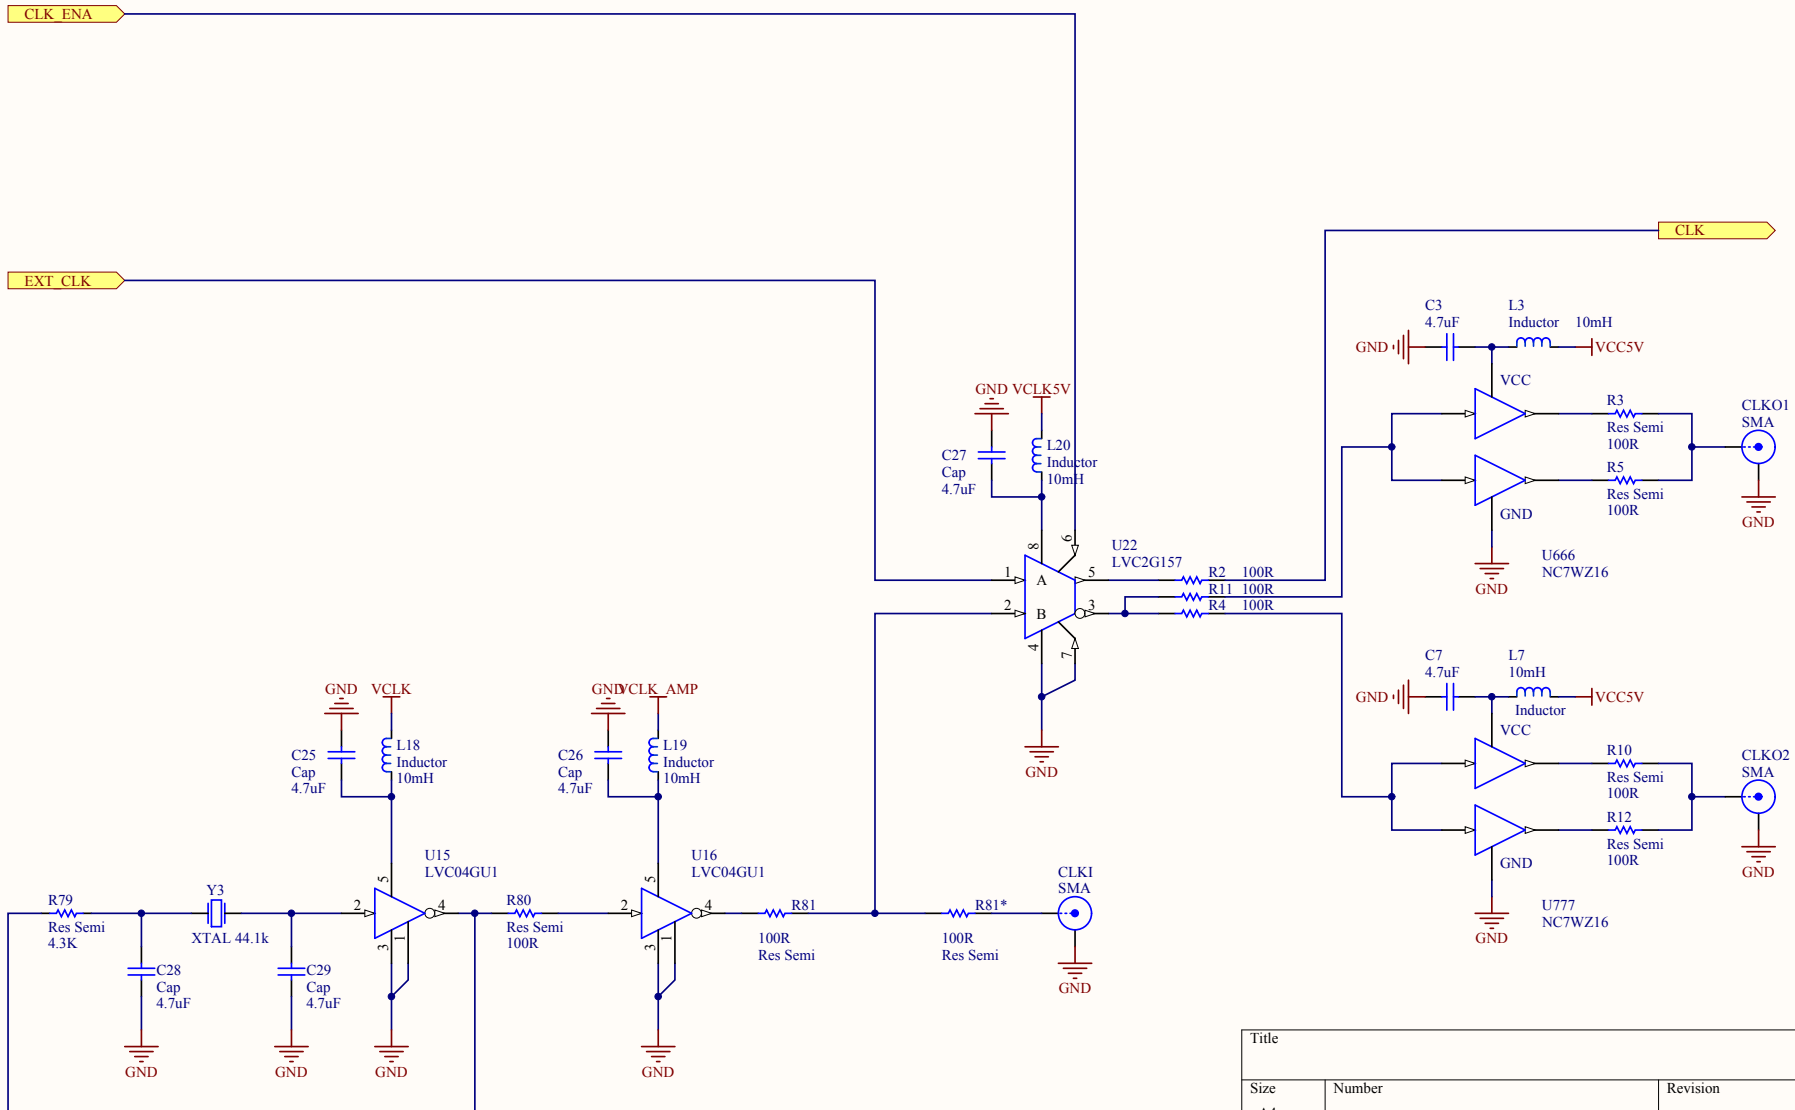 CLK_ENA
CLK
EXT_CLK
C3
4.7uF
L3
Inductor 10mH
GND
VCC5V
VCC
R3
Res Semi
100R
R5
Res Semi
100R
CLKO1
SMA
GND
GND
GND
U666
NC7WZ16
GND VCLK5V
C27
Cap
4.7uF
L20
Inductor
10mH
8
6
U22
LVC2G157
1
A
5
2
B
3
4
7
R2 100R
R11 100R
R4 100R
GND
C7
4.7uF
L7
10mH
Inductor
GND
VCC5V
VCC
R10
Res Semi
100R
R12
Res Semi
100R
CLKO2
SMA
GND
GND
GND
U777
NC7WZ16
GND VCLK
C25
Cap
4.7uF
L18
Inductor
10mH
GND VCLK_AMP
C26
Cap
4.7uF
L19
Inductor
10mH
U15
LVC04GU1
U16
LVC04GU1
5
5
R79
Res Semi
4.3K
Y3
XTAL 44.1k
2
4
3
1
R80
Res Semi
100R
2
4
3
1
R81
100R
Res Semi
R81*
100R
Res Semi
CLKI
SMA
GND
C28
Cap
4.7uF
C29
Cap
4.7uF
GND
GND
GND
GND
Title
Size
Number
Revision